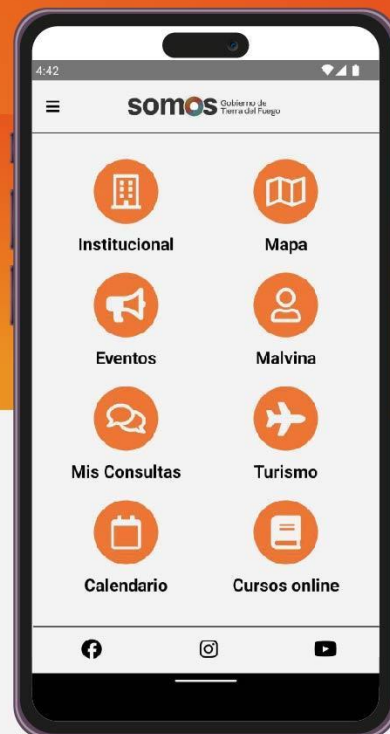 4:42
somos Gobierno de
Tierra del Fuego
Institucional
Mapa
Eventos
Malvina
Mis Consultas
Turismo
Calendario
Cursos online